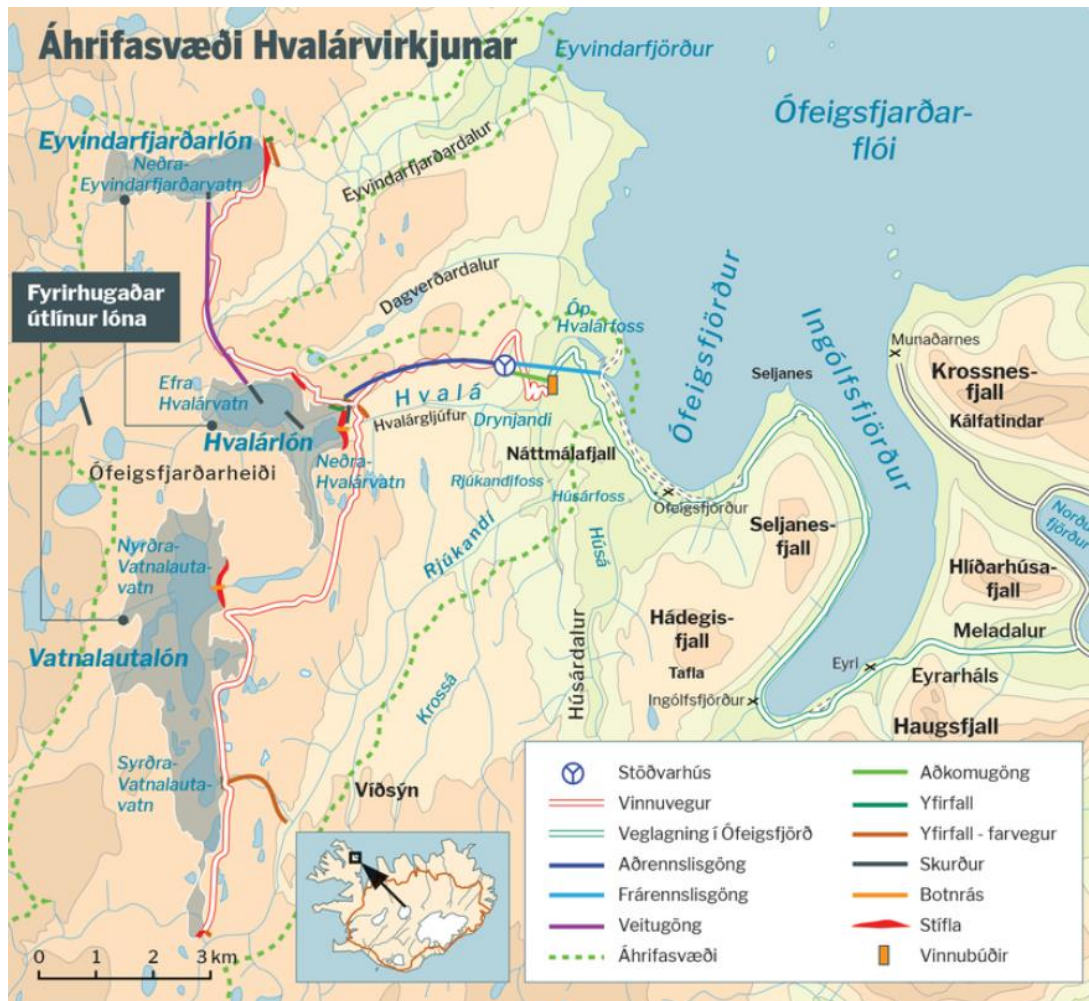 Áhrifasvæði Hvalárvirkjunar
Eyvindarfjörður
Ófeigsfjarðar-
flói
Eyvindarfjarðarlón
Neðra-
Eyvindarfjarðarvatn
Eyvindarfjarðardalur
Fyrirhugaðar
útlínur lóna
Dagverðardalur
Óp
Hvalárfoss
Ófeigsfjörður
Ingólfsfjörður
Munaðarnes
Krossnes-
fjall
Kálfatindar
Seljanes
Efra
Hvalárvatn
Hvalá
Hvalárgljúfur
Drynjandi
Hvalárlón
Neðra-
Hvalárvatn
Ófeigsfjarðarheiði
Náttmálafjall
Rjúkandifoss
Húsárfoss
Ófeigsfjörður
Seljanes-
fjall
Norður
fjörður
Nyrðra-
Vatnalauta-
vatn
Rjúkandi
Húsá
Hlíðarhúsa-
fjall
Hádegis-
fjall
Meladalur
Vatnalautalón
Tafla
Eyrl
Eyrarháls
Ingólfsfjörður
Húsárdalur
Krossá
Haugsfjall
Syrðra-
Vatnalauta-
vatn
Víðsýn
0 1 2 3 km
Stöðvarhús
Vinnuvegur
Veglagning í Ófeigsfjörð
Aðrennslisgöng
Frárennslisgöng
Veitugöng
Áhrifasvæði
Aðkomugöng
Yfirfall
Yfirfall - farvegur
Skurður
Botnrás
Stífla
Vinnubúðir